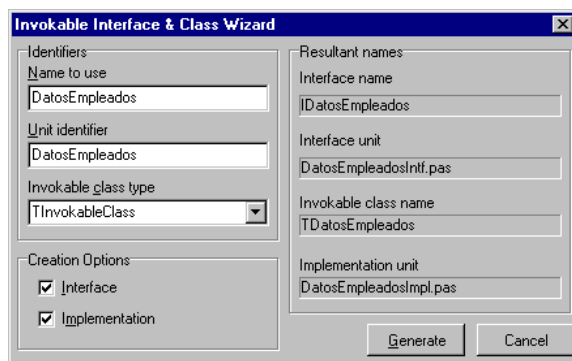 Invokable Interface & Class Wizard
Identifiers
Name to use
DatosEmpleados
Unit identifier
DatosEmpleados
Invokable class type
TInvokableClass
Creation Options
Interface
Implementation
Resultant names
Interface name
IDatosEmpleados
Interface unit
DatosEmpleadosIntf.pas
Invokable class name
TDatosEmpleados
Implementation unit
DatosEmpleadosImpl.pas
Generate
Cancel